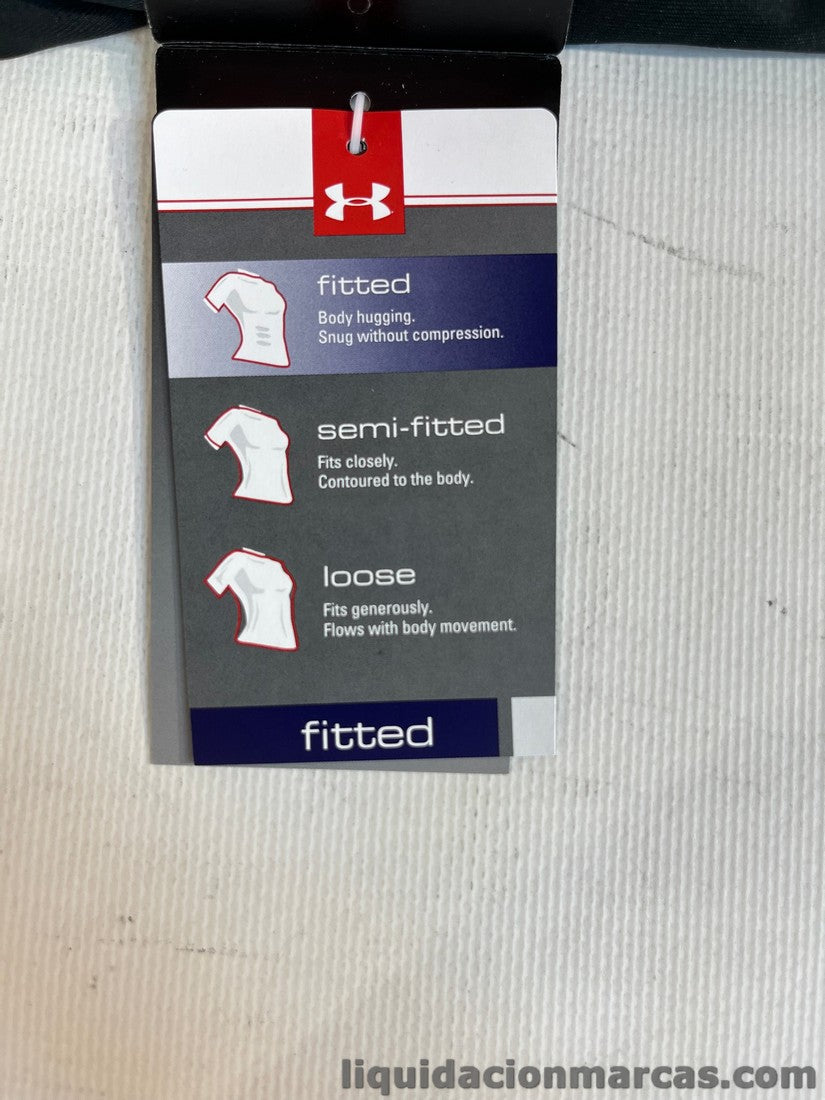 fitted
Body hugging.
Snug without compression.
semi-fitted
Fits closely.
Contoured to the body.
loose
Fits generously.
Flows with body movement.
fitted
liquidacionmarcas.com